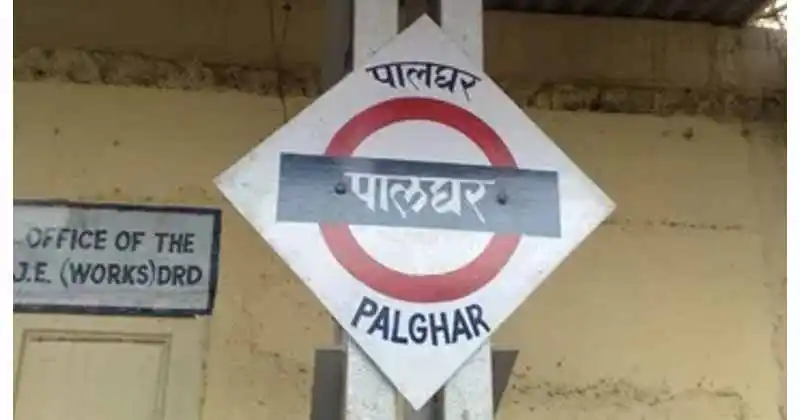 पालघर
पालघर
PALGHAR
OFFICE OF THE
J.E. (WORKS) DRD